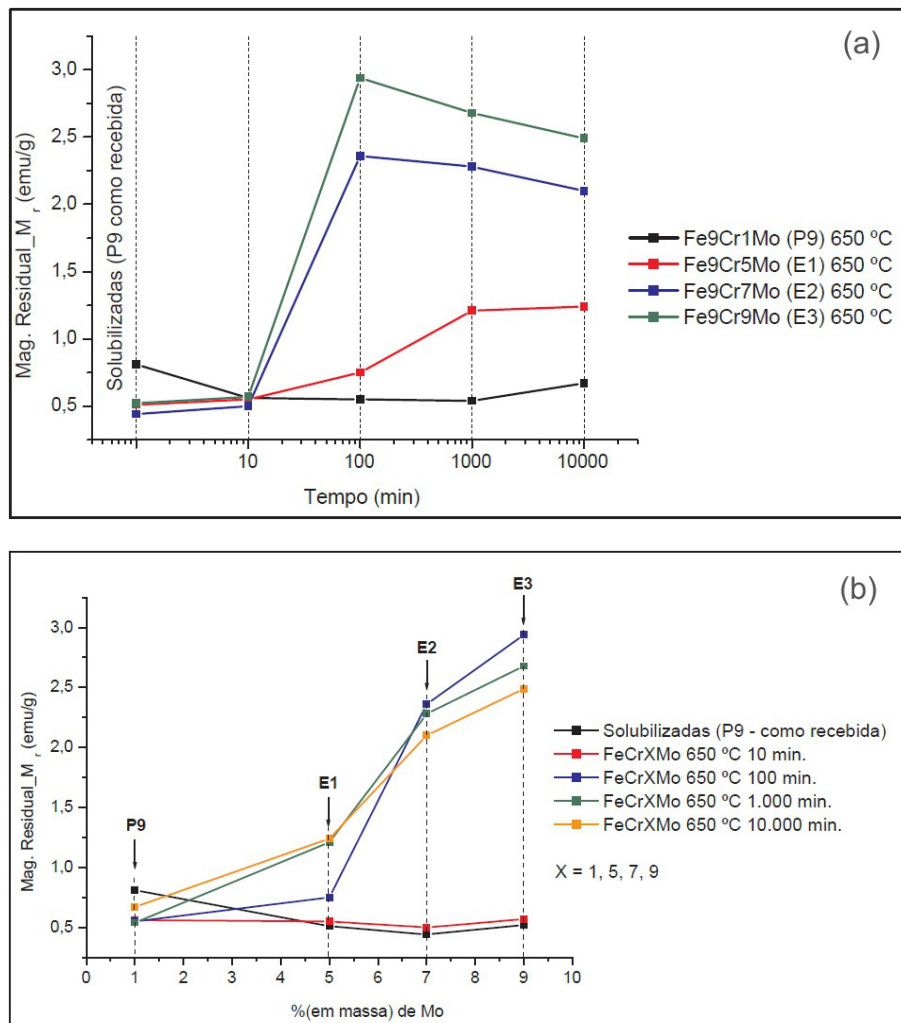 (a)
3,0
2,5
2,0
1,5
1,0
0,5
Mag. Residual_M r (emu/g)
Solubilizadas (P9 como recebida)
10
100
1000
10000
Tempo (min)
Fe9Cr1Mo (P9) 650 ºC
Fe9Cr5Mo (E1) 650 ºC
Fe9Cr7Mo (E2) 650 ºC
Fe9Cr9Mo (E3) 650 ºC
(b)
E3
E2
E1
P9
3,0
2,5
2,0
1,5
1,0
0,5
Mag. Residual_M r (emu/g)
0 1 2 3 4 5 6 7 8 9 10
%(em massa) de Mo
Solubilizadas (P9 - como recebida)
FeCrXMo 650 ºC 10 min.
FeCrXMo 650 ºC 100 min.
FeCrXMo 650 ºC 1.000 min.
FeCrXMo 650 ºC 10.000 min.
X = 1, 5, 7, 9